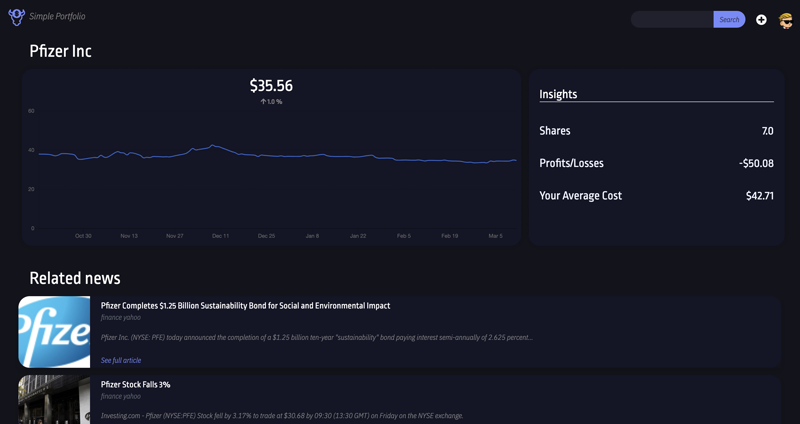 Simple Portfolio
Search
Pfizer Inc
$35.56
↑ 1.0 %
60
40
20
0
Oct 30
Nov 13
Nov 27
Dec 11
Dec 25
Jan 8
Jan 22
Feb 5
Feb 19
Mar 5
Insights
Shares 7.0
Profits/Losses -$50.08
Your Average Cost $42.71
Related news
Pfize
Pfizer Completes $1.25 Billion Sustainability Bond for Social and Environmental Impact
finance yahoo
Pfizer Inc. (NYSE: PFE) today announced the completion of a $1.25 billion ten-year "sustainability" bond paying interest semi-annually of 2.625 percent...
See full article
Pfizer Stock Falls 3%
finance yahoo
Investing.com - Pfizer (NYSE:PFE) Stock fell by 3.17% to trade at $30.68 by 09:30 (13:30 GMT) on Friday on the NYSE exchange.